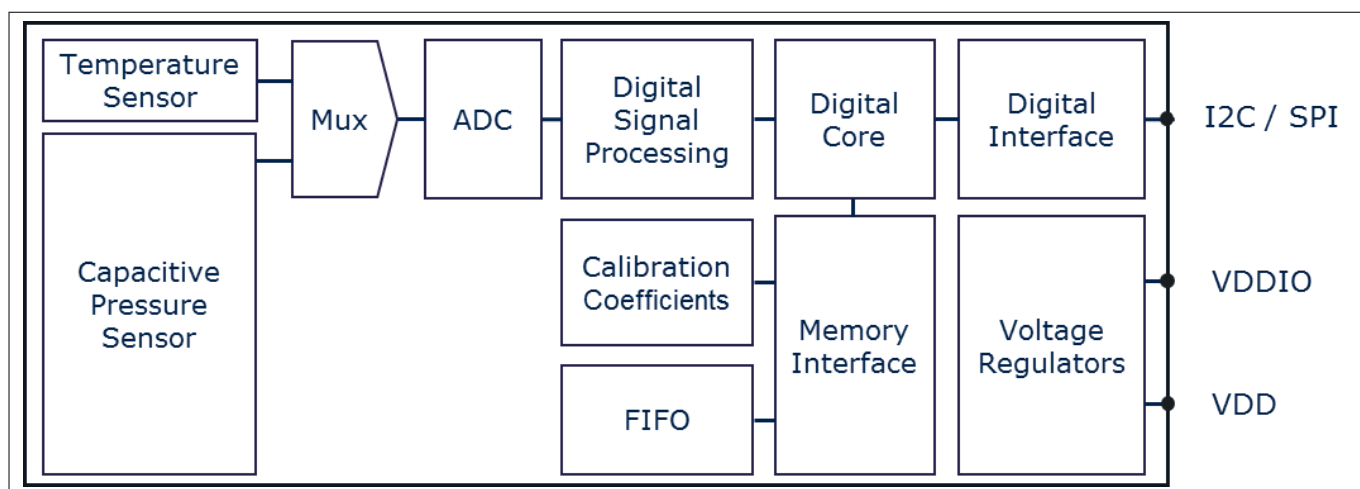 Temperature
Sensor
Mux
ADC
Digital
Signal
Processing
Digital
Core
Digital
Interface
I2C / SPI
Capacitive
Pressure
Sensor
Calibration
Coefficients
Memory
Interface
Voltage
Regulators
VDDIO
FIFO
VDD